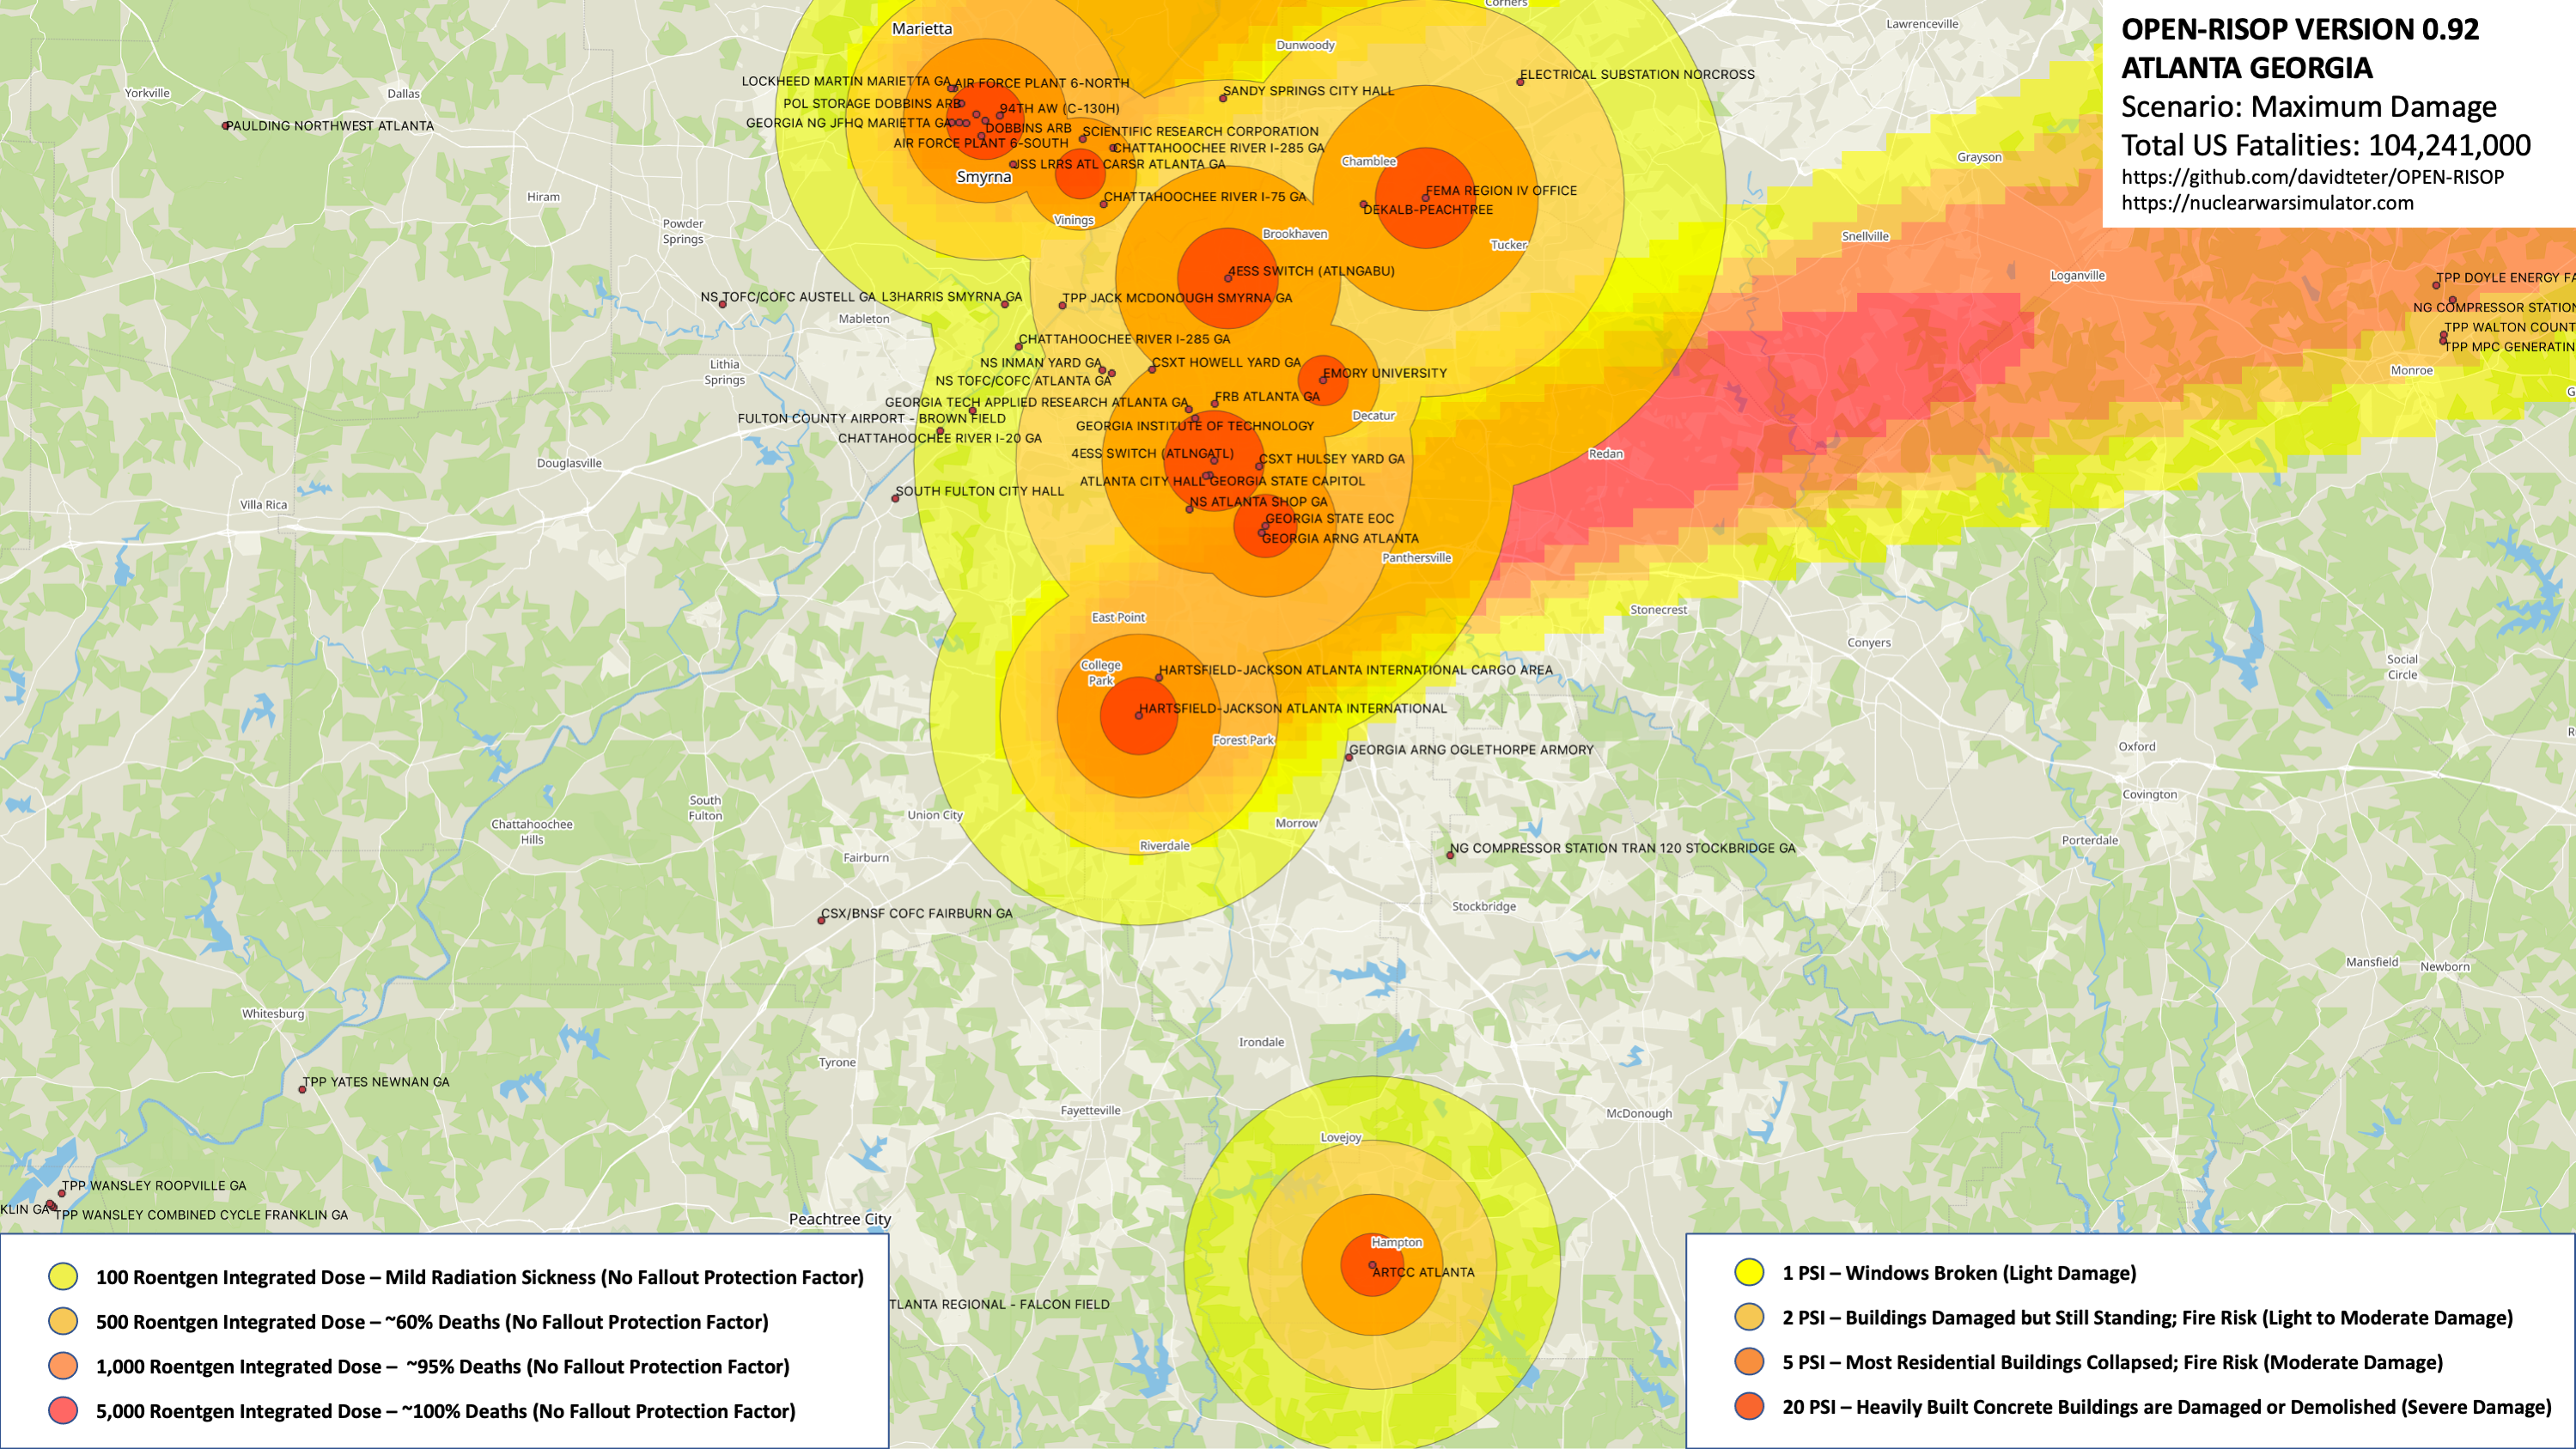 OPEN-RISOP VERSION 0.92
ATLANTA GEORGIA
Scenario: Maximum Damage
Total US Fatalities: 104,241,000
https://github.com/davidteter/OPEN-RISOP
https://nuclearwarsimulator.com
Corners
Marietta
Lawrenceville
Dunwoody
ELECTRICAL SUBSTATION NORCROSS
LOCKHEED MARTIN MARIETTA GA
AIR FORCE PLANT 6-NORTH
Yorkville
Dallas
SANDY SPRINGS CITY HALL
POL STORAGE DOBBINS ARB
94TH AW (C-130H)
PAULDING NORTHWEST ATLANTA
GEORGIA NG JFHQ MARIETTA GA
DOBBINS ARB
SCIENTIFIC RESEARCH CORPORATION
AIR FORCE PLANT 6-SOUTH
CHATTAHOOCHEE RIVER I-285 GA
Grayson
Chamblee
JSS LRRS ATL CARSR ATLANTA GA
Smyrna
FEMA REGION IV OFFICE
Hiram
CHATTAHOOCHEE RIVER I-75 GA
DEKALB-PEACHTREE
Vinings
Powder
Springs
Brookhaven
Snellville
Tucker
4ESS SWITCH (ATLNGABU)
Loganville
TPP DOYLE ENERGY FA
NS TOFC/COFC AUSTELL GA
L3HARRIS SMYRNA GA
TPP JACK MCDONOUGH SMYRNA GA
NG COMPRESSOR STATION
Mableton
TPP WALTON COUNT
CHATTAHOOCHEE RIVER I-285 GA
TPP MPC GENERATIN
Lithia
Springs
NS INMAN YARD GA
CSXT HOWELL YARD GA
Monroe
EMORY UNIVERSITY
NS TOFC/COFC ATLANTA GA
G
FRB ATLANTA GA
GEORGIA TECH APPLIED RESEARCH ATLANTA GA
Decatur
FULTON COUNTY AIRPORT - BROWN FIELD
GEORGIA INSTITUTE OF TECHNOLOGY
CHATTAHOOCHEE RIVER I-20 GA
4ESS SWITCH (ATLNGATL)
Redan
CSXT HULSEY YARD GA
Douglasville
ATLANTA CITY HALL
GEORGIA STATE CAPITOL
SOUTH FULTON CITY HALL
Villa Rica
NS ATLANTA SHOP GA
GEORGIA STATE EOC
GEORGIA ARNG ATLANTA
Panthersville
Stonecrest
East Point
Conyers
College
Park
HARTSFIELD-JACKSON ATLANTA INTERNATIONAL CARGO AREA
Social
Circle
HARTSFIELD-JACKSON ATLANTA INTERNATIONAL
R
Forest Park
GEORGIA ARNG OGLETHORPE ARMORY
Oxford
Covington
South
Fulton
Union City
Chattahoochee
Hills
Morrow
Porterdale
Riverdale
NG COMPRESSOR STATION TRAN 120 STOCKBRIDGE GA
Fairburn
Stockbridge
CSX/BNSF COFC FAIRBURN GA
Mansfield
Newborn
Whitesburg
Irondale
Tyrone
TPP YATES NEWNAN GA
Fayetteville
McDonough
Lovejoy
TPP WANSLEY ROOPVILLE GA
KLIN GA
TPP WANSLEY COMBINED CYCLE FRANKLIN GA
Peachtree City
Hampton
ARTCC ATLANTA
TLANTA REGIONAL - FALCON FIELD
100 Roentgen Integrated Dose – Mild Radiation Sickness (No Fallout Protection Factor)
500 Roentgen Integrated Dose – ~60% Deaths (No Fallout Protection Factor)
1,000 Roentgen Integrated Dose – ~95% Deaths (No Fallout Protection Factor)
5,000 Roentgen Integrated Dose – ~100% Deaths (No Fallout Protection Factor)
1 PSI – Windows Broken (Light Damage)
2 PSI – Buildings Damaged but Still Standing; Fire Risk (Light to Moderate Damage)
5 PSI – Most Residential Buildings Collapsed; Fire Risk (Moderate Damage)
20 PSI – Heavily Built Concrete Buildings are Damaged or Demolished (Severe Damage)